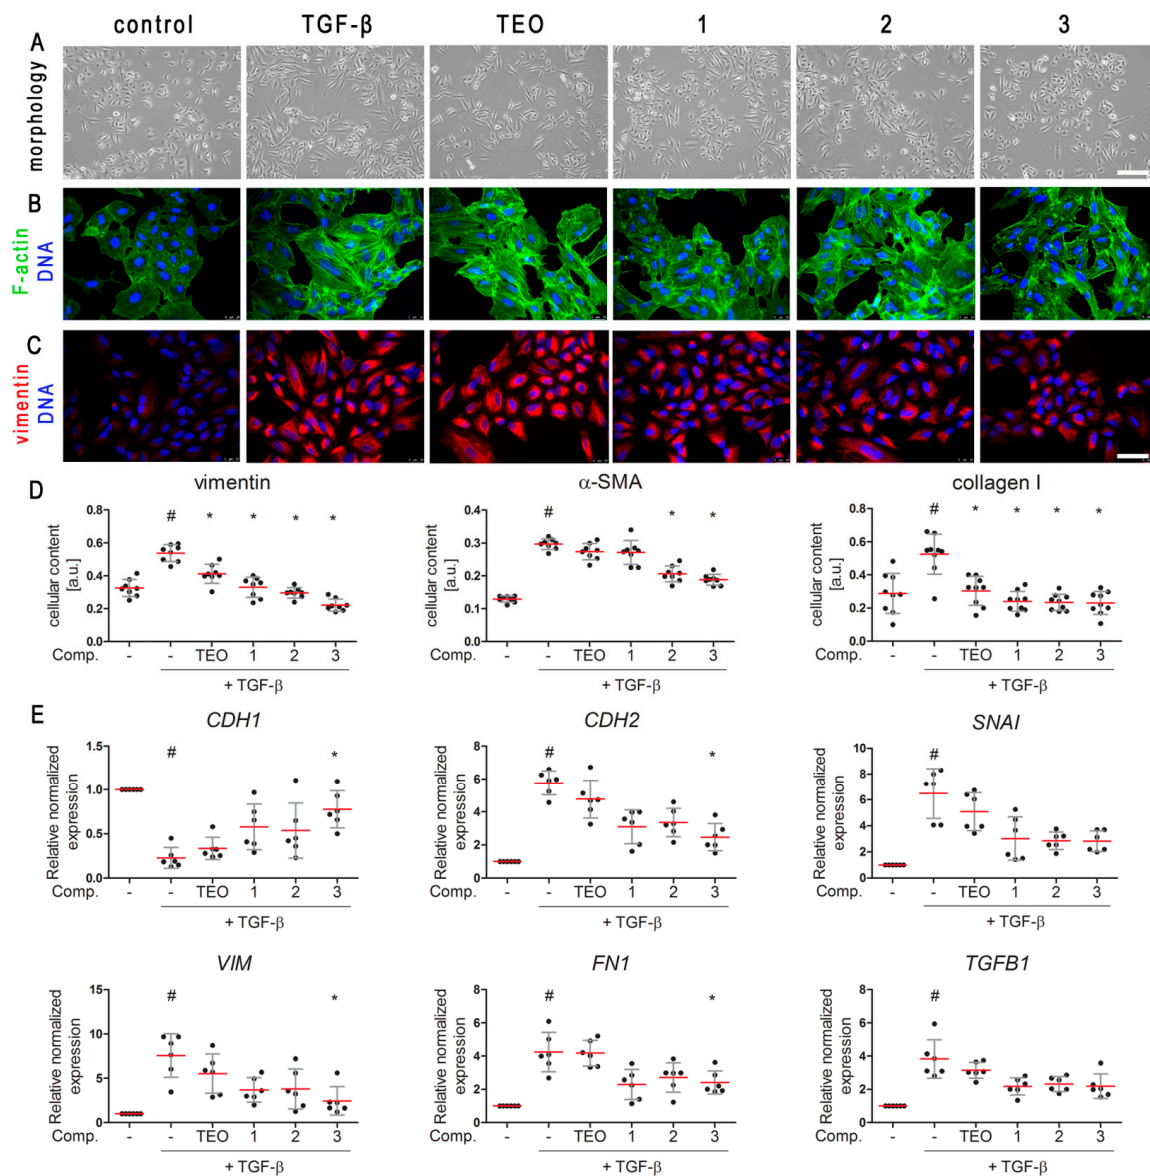 control TGF-β TEO 1 2 3
A
morphology
B
F-actin
DNA
C
vimentin
DNA
D
vimentin α-SMA collagen I
cellular content
[a.u.]
0.8
0.6
0.4
0.2
0.0
#
*
*
*
*
Comp. - - TEO 1 2 3
+ TGF-β
cellular content
[a.u.]
0.5
0.4
0.3
0.2
0.1
0.0
#
*
*
Comp. - - TEO 1 2 3
+ TGF-β
cellular content
[a.u.]
0.8
0.6
0.4
0.2
0.0
#
*
*
*
*
Comp. - - TEO 1 2 3
+ TGF-β
E
CDH1 CDH2 SNAI
Relative normalized
expression
1.5
1.0
0.5
0.0
#
*
Comp. - - TEO 1 2 3
+ TGF-β
Relative normalized
expression
8
6
4
2
0
#
*
Comp. - - TEO 1 2 3
+ TGF-β
Relative normalized
expression
10
8
6
4
2
0
#
Comp. - - TEO 1 2 3
+ TGF-β
VIM FN1 TGFB1
Relative normalized
expression
15
10
5
0
#
*
Comp. - - TEO 1 2 3
+ TGF-β
Relative normalized
expression
8
6
4
2
0
#
*
Comp. - - TEO 1 2 3
+ TGF-β
Relative normalized
expression
8
6
4
2
0
#
Comp. - - TEO 1 2 3
+ TGF-β